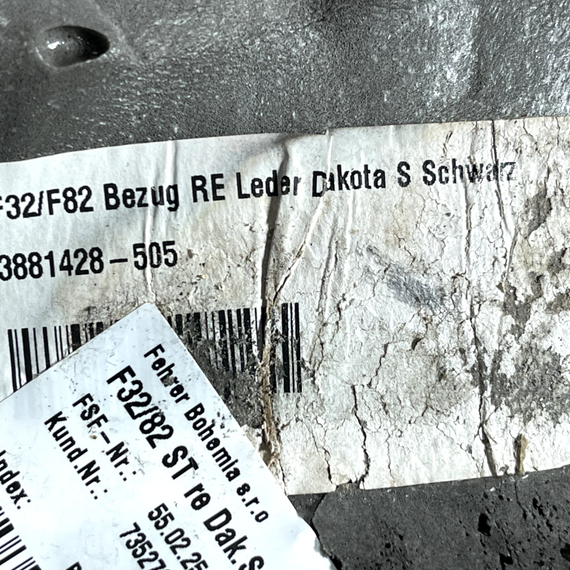 F32/F82 Bezug RE Leder Dakota S Schwarz
3881428-505
Fehrer Bohemia s.r.o
F32/82 ST re Dak.S
FSF-Nr.: 55.02.25
Kund.Nr.: 73527
Index: